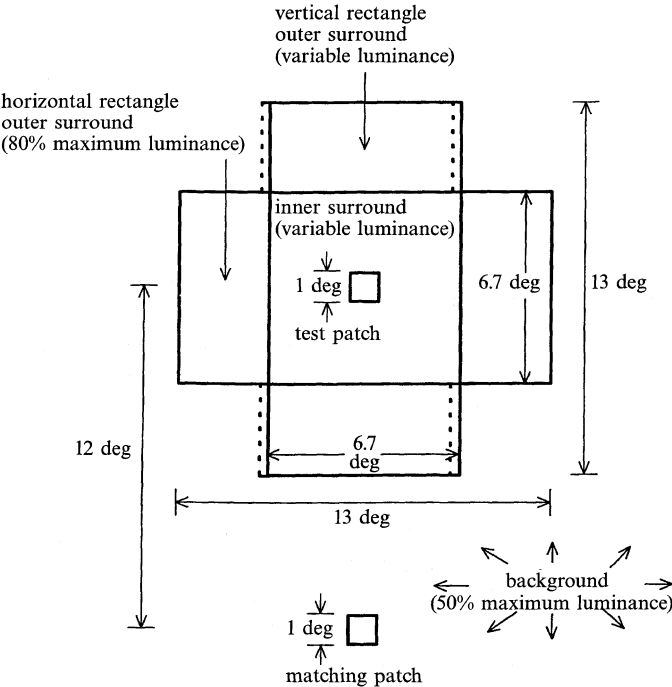 vertical rectangle
outer surround
(variable luminance)
horizontal rectangle
outer surround
(80% maximum luminance)
inner surround
(variable luminance)
1 deg
test patch
6.7 deg
13 deg
12 deg
6.7
deg
13 deg
background
(50% maximum luminance)
1 deg
matching patch